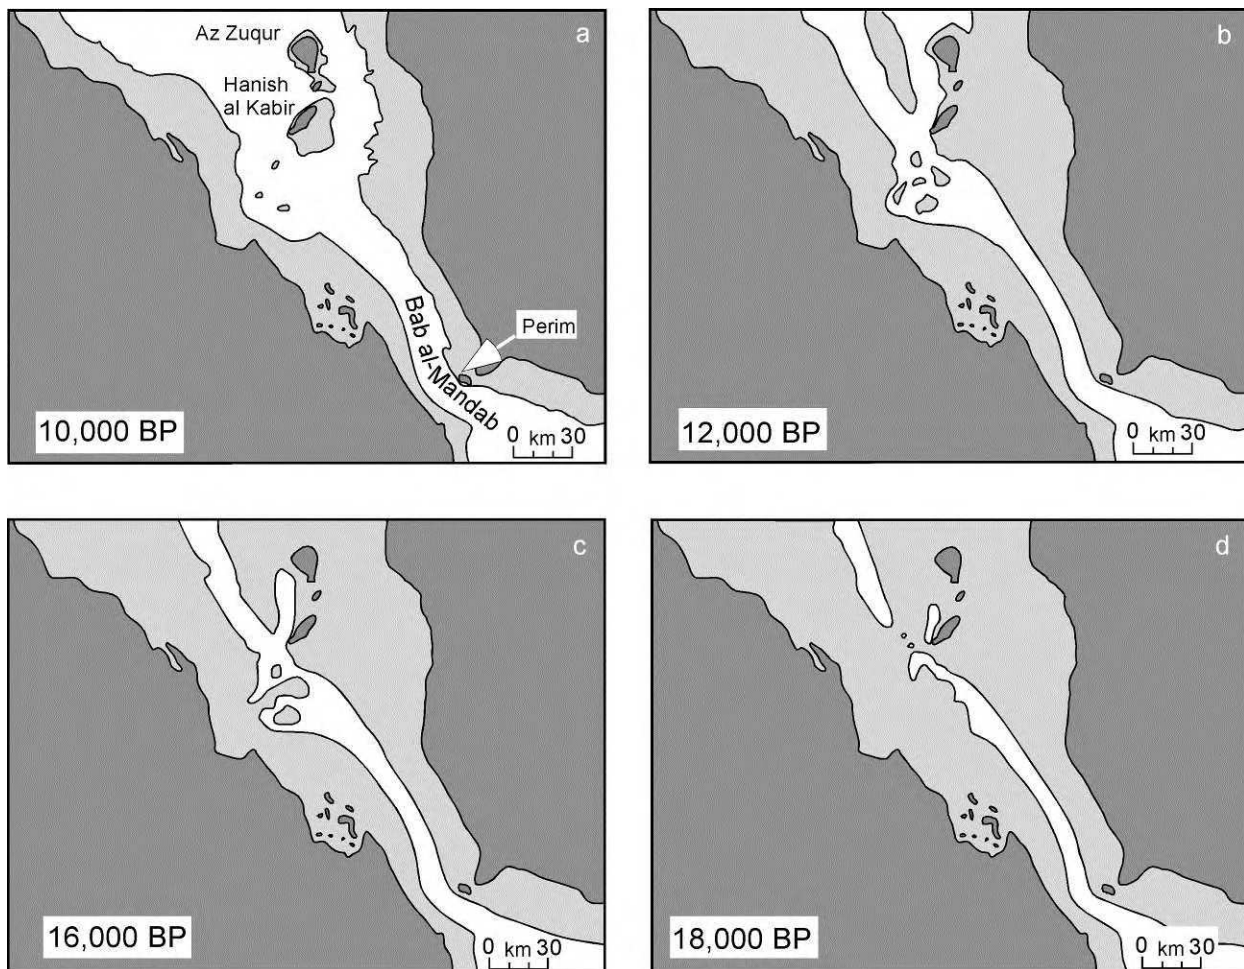 a
Az Zuqur
Hanish
al Kabir
Perim
Bab al-Mandab
10,000 BP
0 km 30
b
12,000 BP
0 km 30
c
16,000 BP
0 km 30
d
18,000 BP
0 km 30